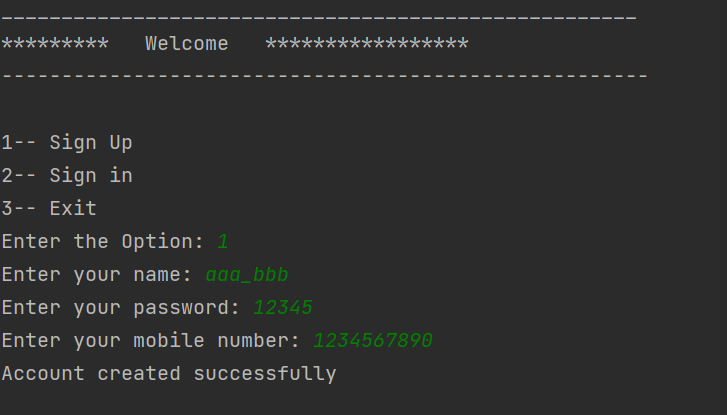 -----------------------------------------------------
*********   Welcome   *****************
------------------------------------------------------
1-- Sign Up
2-- Sign in
3-- Exit
Enter the Option: 1
Enter your name: aaa_bbb
Enter your password: 12345
Enter your mobile number: 1234567890
Account created successfully